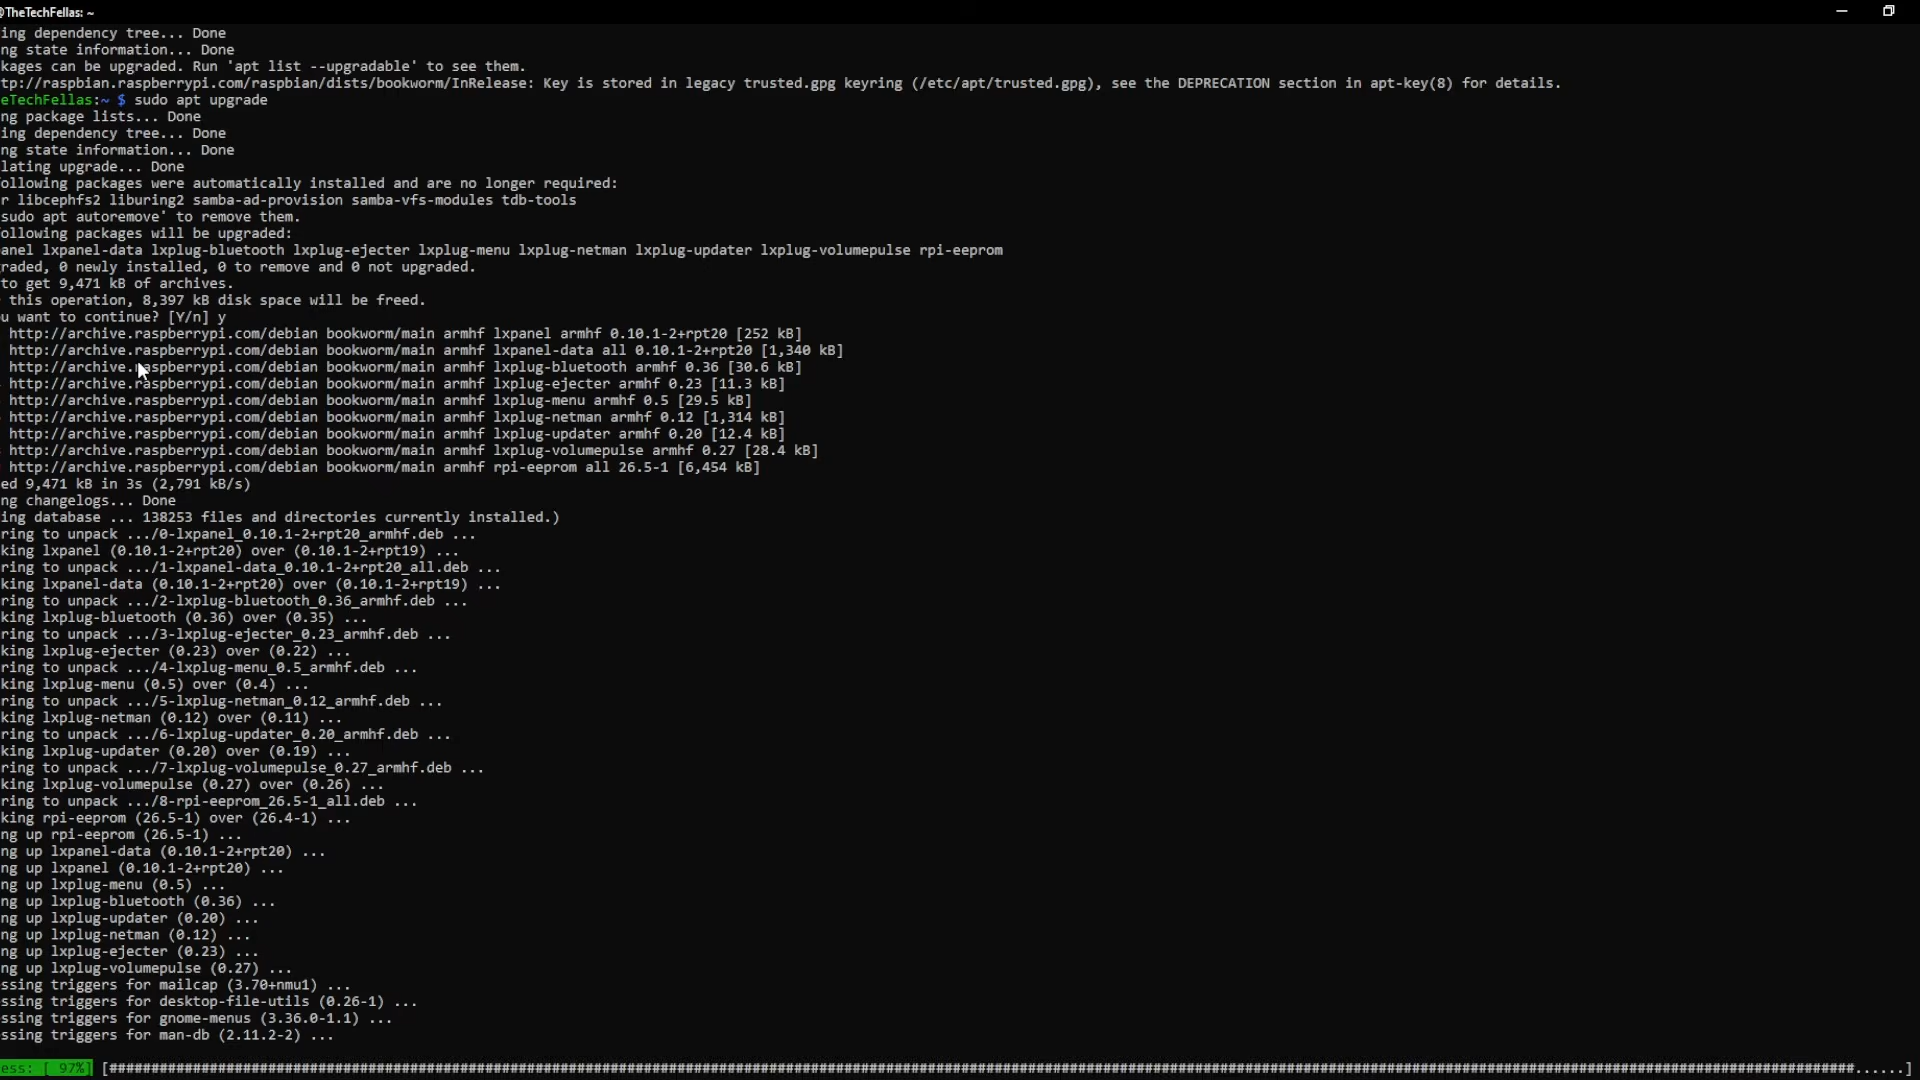 @TheTechFellas: ~
ing dependency tree... Done
ng state information... Done
kages can be upgraded. Run 'apt list --upgradable' to see them.
tp://raspbian.raspberrypi.com/raspbian/dists/bookworm/InRelease: Key is stored in legacy trusted.gpg keyring (/etc/apt/trusted.gpg), see the DEPRECATION section in apt-key(8) for details.
eTechFellas:~ $ sudo apt upgrade
ng package lists... Done
ing dependency tree... Done
ng state information... Done
lating upgrade... Done
ollowing packages were automatically installed and are no longer required:
r libcephfs2 liburing2 samba-ad-provision samba-vfs-modules tdb-tools
sudo apt autoremove' to remove them.
ollowing packages will be upgraded:
anel lxpanel-data lxplug-bluetooth lxplug-ejecter lxplug-menu lxplug-netman lxplug-updater lxplug-volumepulse rpi-eeprom
raded, 0 newly installed, 0 to remove and 0 not upgraded.
to get 9,471 kB of archives.
this operation, 8,397 kB disk space will be freed.
u want to continue? [Y/n] y
http://archive.raspberrypi.com/debian bookworm/main armhf lxpanel armhf 0.10.1-2+rpt20 [252 kB]
http://archive.raspberrypi.com/debian bookworm/main armhf lxpanel-data all 0.10.1-2+rpt20 [1,340 kB]
http://archive.raspberrypi.com/debian bookworm/main armhf lxplug-bluetooth armhf 0.36 [30.6 kB]
http://archive.raspberrypi.com/debian bookworm/main armhf lxplug-ejecter armhf 0.23 [11.3 kB]
http://archive.raspberrypi.com/debian bookworm/main armhf lxplug-menu armhf 0.5 [29.5 kB]
http://archive.raspberrypi.com/debian bookworm/main armhf lxplug-netman armhf 0.12 [1,314 kB]
http://archive.raspberrypi.com/debian bookworm/main armhf lxplug-updater armhf 0.20 [12.4 kB]
http://archive.raspberrypi.com/debian bookworm/main armhf lxplug-volumepulse armhf 0.27 [28.4 kB]
http://archive.raspberrypi.com/debian bookworm/main armhf rpi-eeprom all 26.5-1 [6,454 kB]
ed 9,471 kB in 3s (2,791 kB/s)
ng changelogs... Done
ing database ... 138253 files and directories currently installed.)
ring to unpack .../0-lxpanel_0.10.1-2+rpt20_armhf.deb ...
king lxpanel (0.10.1-2+rpt20) over (0.10.1-2+rpt19) ...
ring to unpack .../1-lxpanel-data_0.10.1-2+rpt20_all.deb ...
king lxpanel-data (0.10.1-2+rpt20) over (0.10.1-2+rpt19) ...
ring to unpack .../2-lxplug-bluetooth_0.36_armhf.deb ...
king lxplug-bluetooth (0.36) over (0.35) ...
ring to unpack .../3-lxplug-ejecter_0.23_armhf.deb ...
king lxplug-ejecter (0.23) over (0.22) ...
ring to unpack .../4-lxplug-menu_0.5_armhf.deb ...
king lxplug-menu (0.5) over (0.4) ...
ring to unpack .../5-lxplug-netman_0.12_armhf.deb ...
king lxplug-netman (0.12) over (0.11) ...
ring to unpack .../6-lxplug-updater_0.20_armhf.deb ...
king lxplug-updater (0.20) over (0.19) ...
ring to unpack .../7-lxplug-volumepulse_0.27_armhf.deb ...
king lxplug-volumepulse (0.27) over (0.26) ...
ring to unpack .../8-rpi-eeprom_26.5-1_all.deb ...
king rpi-eeprom (26.5-1) over (26.4-1) ...
ng up rpi-eeprom (26.5-1) ...
ng up lxpanel-data (0.10.1-2+rpt20) ...
ng up lxpanel (0.10.1-2+rpt20) ...
ng up lxplug-menu (0.5) ...
ng up lxplug-bluetooth (0.36) ...
ng up lxplug-updater (0.20) ...
ng up lxplug-netman (0.12) ...
ng up lxplug-ejecter (0.23) ...
ng up lxplug-volumepulse (0.27) ...
ssing triggers for mailcap (3.70+nmu1) ...
ssing triggers for desktop-file-utils (0.26-1) ...
ssing triggers for gnome-menus (3.36.0-1.1) ...
ssing triggers for man-db (2.11.2-2) ...
ess: [ 97%]